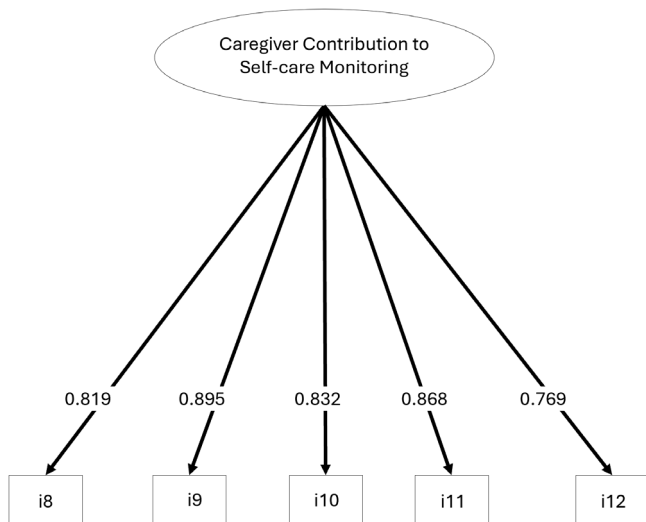 Caregiver Contribution to
Self-care Monitoring
0.819 0.895 0.832 0.868 0.769
i8 i9 i10 i11 i12